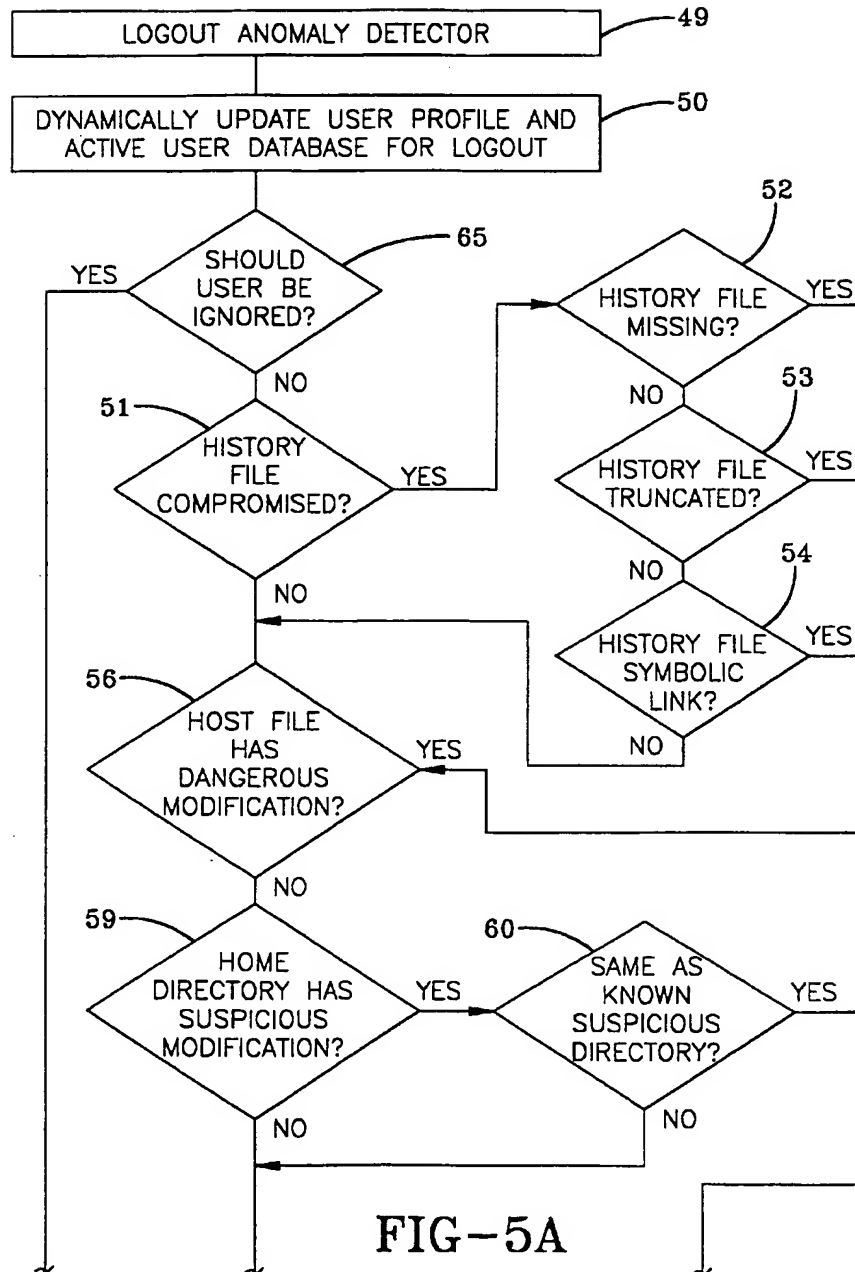 LOGOUT ANOMALY DETECTOR
49
DYNAMICALLY UPDATE USER PROFILE AND
ACTIVE USER DATABASE FOR LOGOUT
50
SHOULD
USER BE
IGNORED?
65
YES
NO
51
HISTORY
FILE
COMPROMISED?
YES
NO
52
HISTORY FILE
MISSING?
YES
NO
53
HISTORY FILE
TRUNCATED?
YES
NO
54
HISTORY FILE
SYMBOLIC
LINK?
YES
NO
56
HOST FILE
HAS
DANGEROUS
MODIFICATION?
YES
NO
59
HOME
DIRECTORY HAS
SUSPICIOUS
MODIFICATION?
YES
NO
60
SAME AS
KNOWN
SUSPICIOUS
DIRECTORY?
YES
NO
FIG-5A